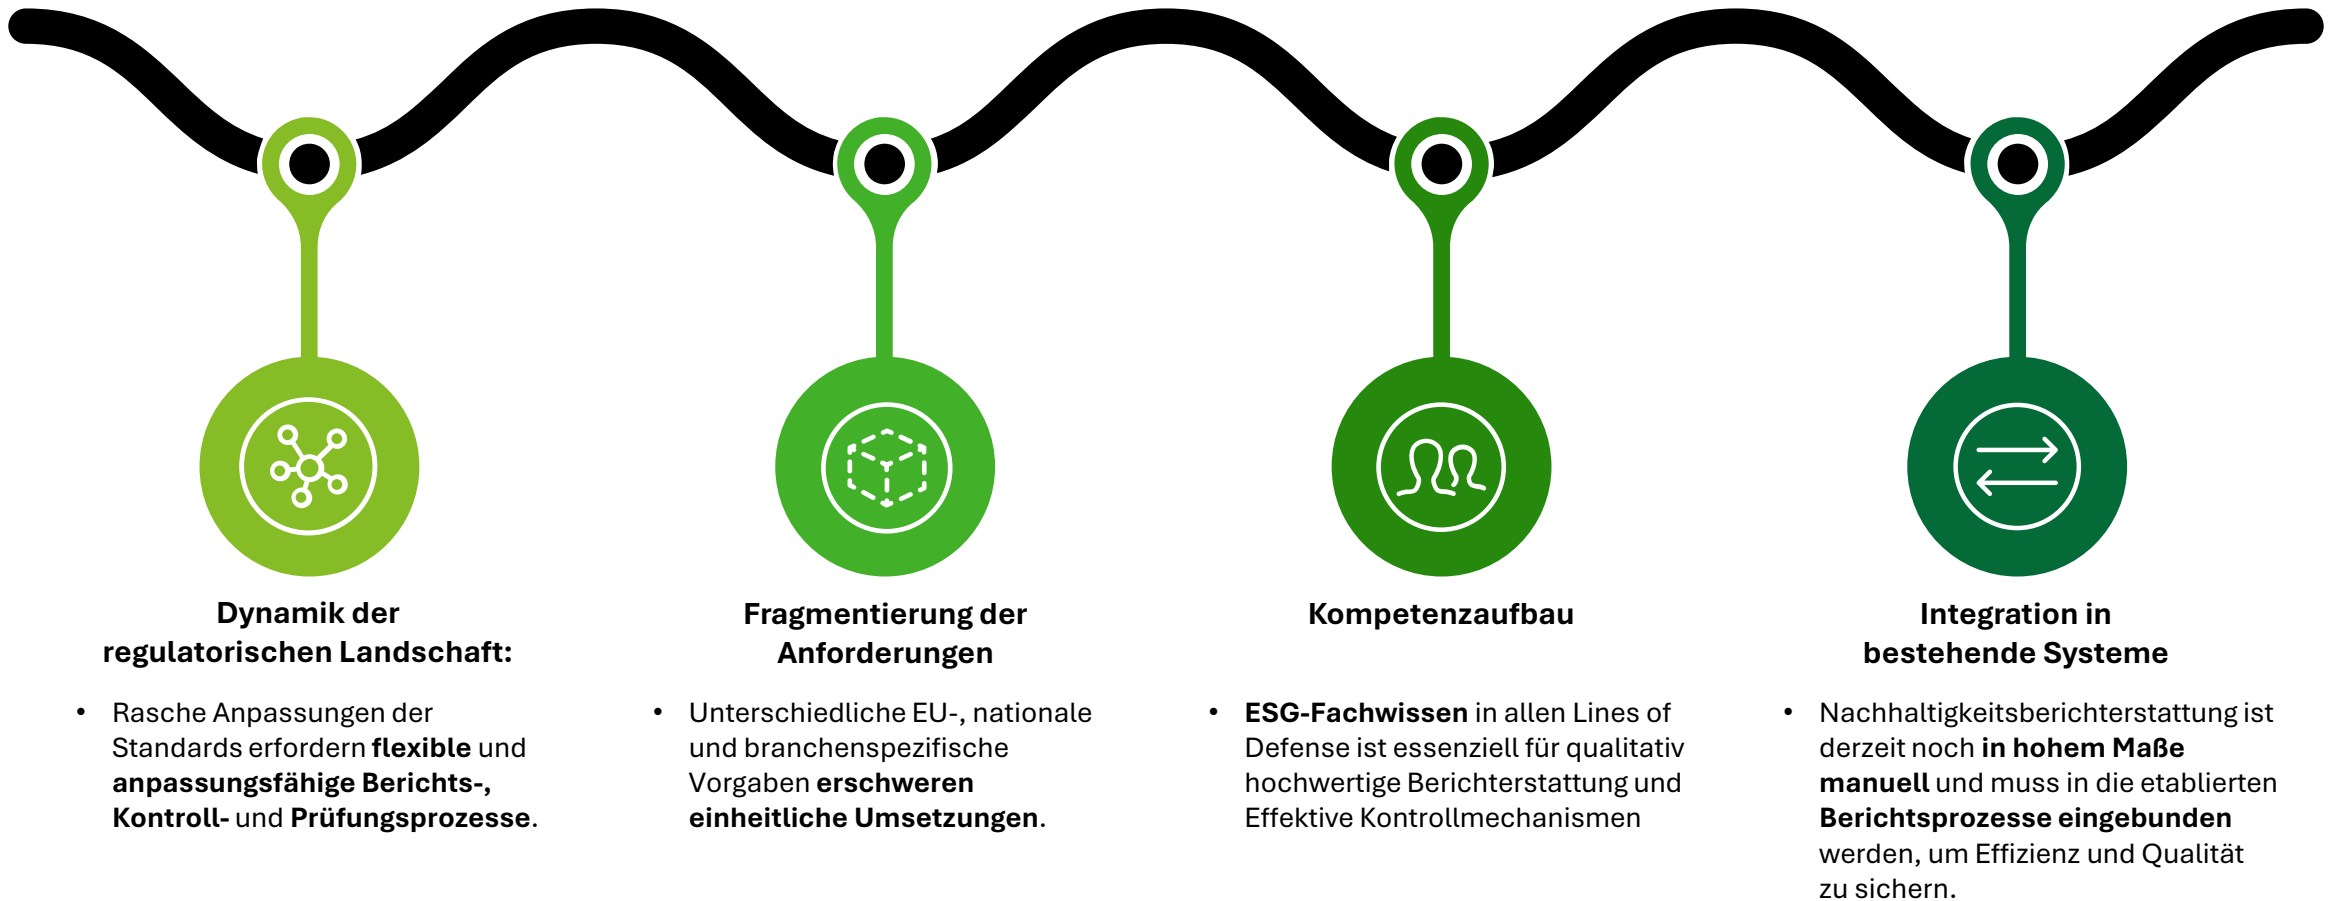 Dynamik der
regulatorischen Landschaft:
• Rasche Anpassungen der
Standards erfordern flexible und
anpassungsfähige Berichts-,
Kontroll- und Prüfungsprozesse.
Fragmentierung der
Anforderungen
• Unterschiedliche EU-, nationale
und branchenspezifische
Vorgaben erschweren
einheitliche Umsetzungen.
Kompetenzaufbau
• ESG-Fachwissen in allen Lines of
Defense ist essenziell für qualitativ
hochwertige Berichterstattung und
Effektive Kontrollmechanismen
Integration in
bestehende Systeme
• Nachhaltigkeitsberichterstattung ist
derzeit noch in hohem Maße
manuell und muss in die etablierten
Berichtsprozesse eingebunden
werden, um Effizienz und Qualität
zu sichern.